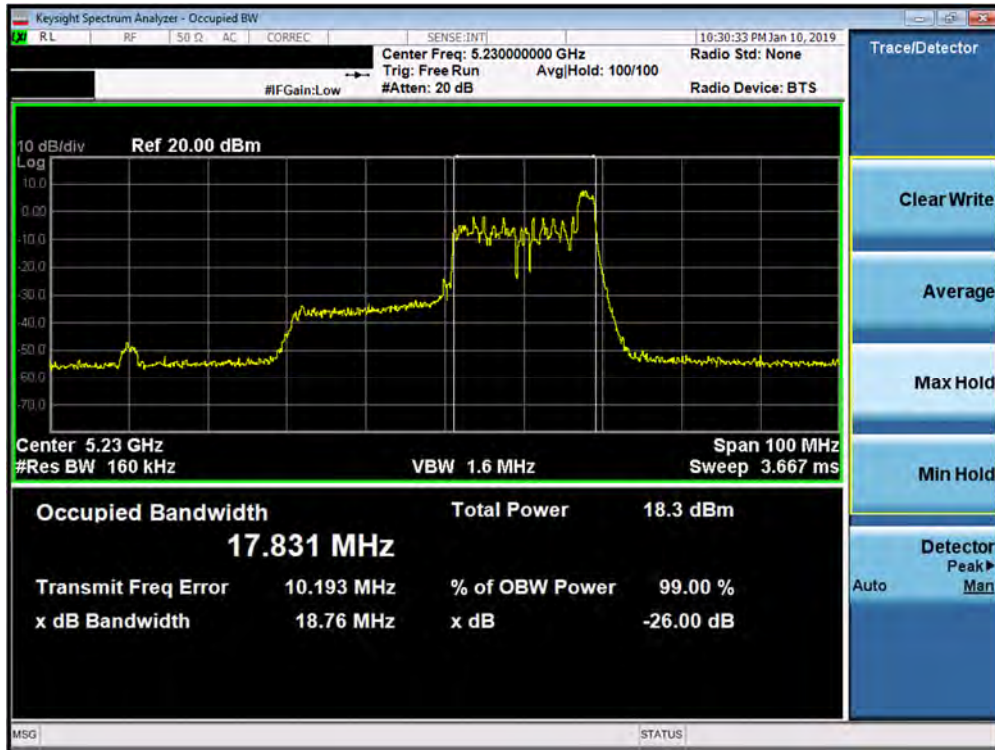 Keysight Spectrum Analyzer - Occupied BW
LXI RL RF 50 Ω AC CORREC SENSE:INT 10:30:33 PM Jan 10, 2019
Center Freq: 5.230000000 GHz Radio Std: None
Trig: Free Run Avg|Hold: 100/100
#IFGain:Low #Atten: 20 dB Radio Device: BTS
Trace/Detector
10 dB/div Ref 20.00 dBm
Log
10.0
0.00
-10.0
-20.0
-30.0
-40.0
-50.0
-60.0
-70.0
Center 5.23 GHz Span 100 MHz
#Res BW 160 kHz VBW 1.6 MHz Sweep 3.667 ms
Occupied Bandwidth Total Power 18.3 dBm
17.831 MHz
Transmit Freq Error 10.193 MHz % of OBW Power 99.00 %
x dB Bandwidth 18.76 MHz x dB -26.00 dB
Clear Write
Average
Max Hold
Min Hold
Detector
Peak▶
Auto Man
MSG STATUS